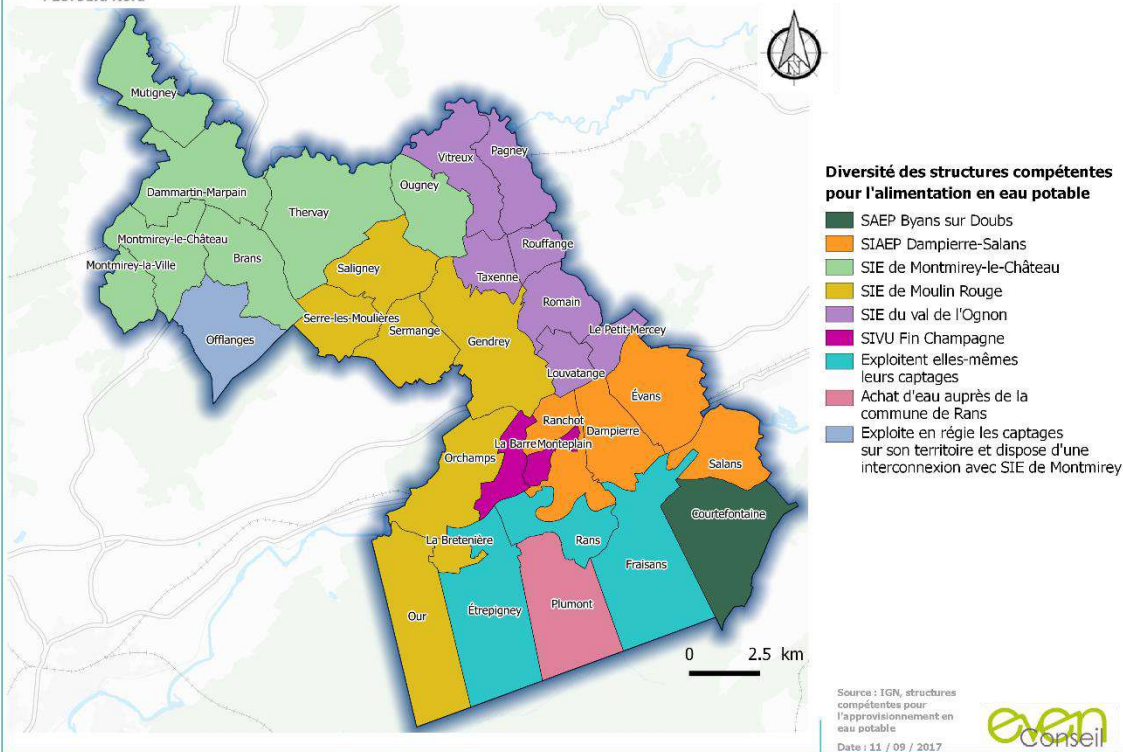 N
Mutigney
Vitreux
Pagney
Dammartin-Marpain
Ougney
Thervay
Montmirey-le-Château
Rouffange
Brans
Montmirey-la-Ville
Saligney
Taxenne
Romain
Serre-les-Moulières
Offlanges
Sermange
Le Petit-Mercey
Gendrey
Louvatange
Évans
Ranchot
Dampierre
La Barre
Monteplain
Orchamps
Salans
Courtefontaine
La Bretenière
Rans
Fraisans
Étrepigney
Plumont
Our
0 2.5 km
Diversité des structures compétentes
pour l'alimentation en eau potable
SAEP Byans sur Doubs
SIAEP Dampierre-Salans
SIE de Montmirey-le-Château
SIE de Moulin Rouge
SIE du val de l'Ognon
SIVU Fin Champagne
Exploitent elles-mêmes
leurs captages
Achat d'eau auprès de la
commune de Rans
Exploite en régie les captages
sur son territoire et dispose d'une
interconnexion avec SIE de Montmirey
Source : IGN, structures
compétentes pour
l'approvisionnement en
eau potable
Date : 11 / 09 / 2017
even
Conseil